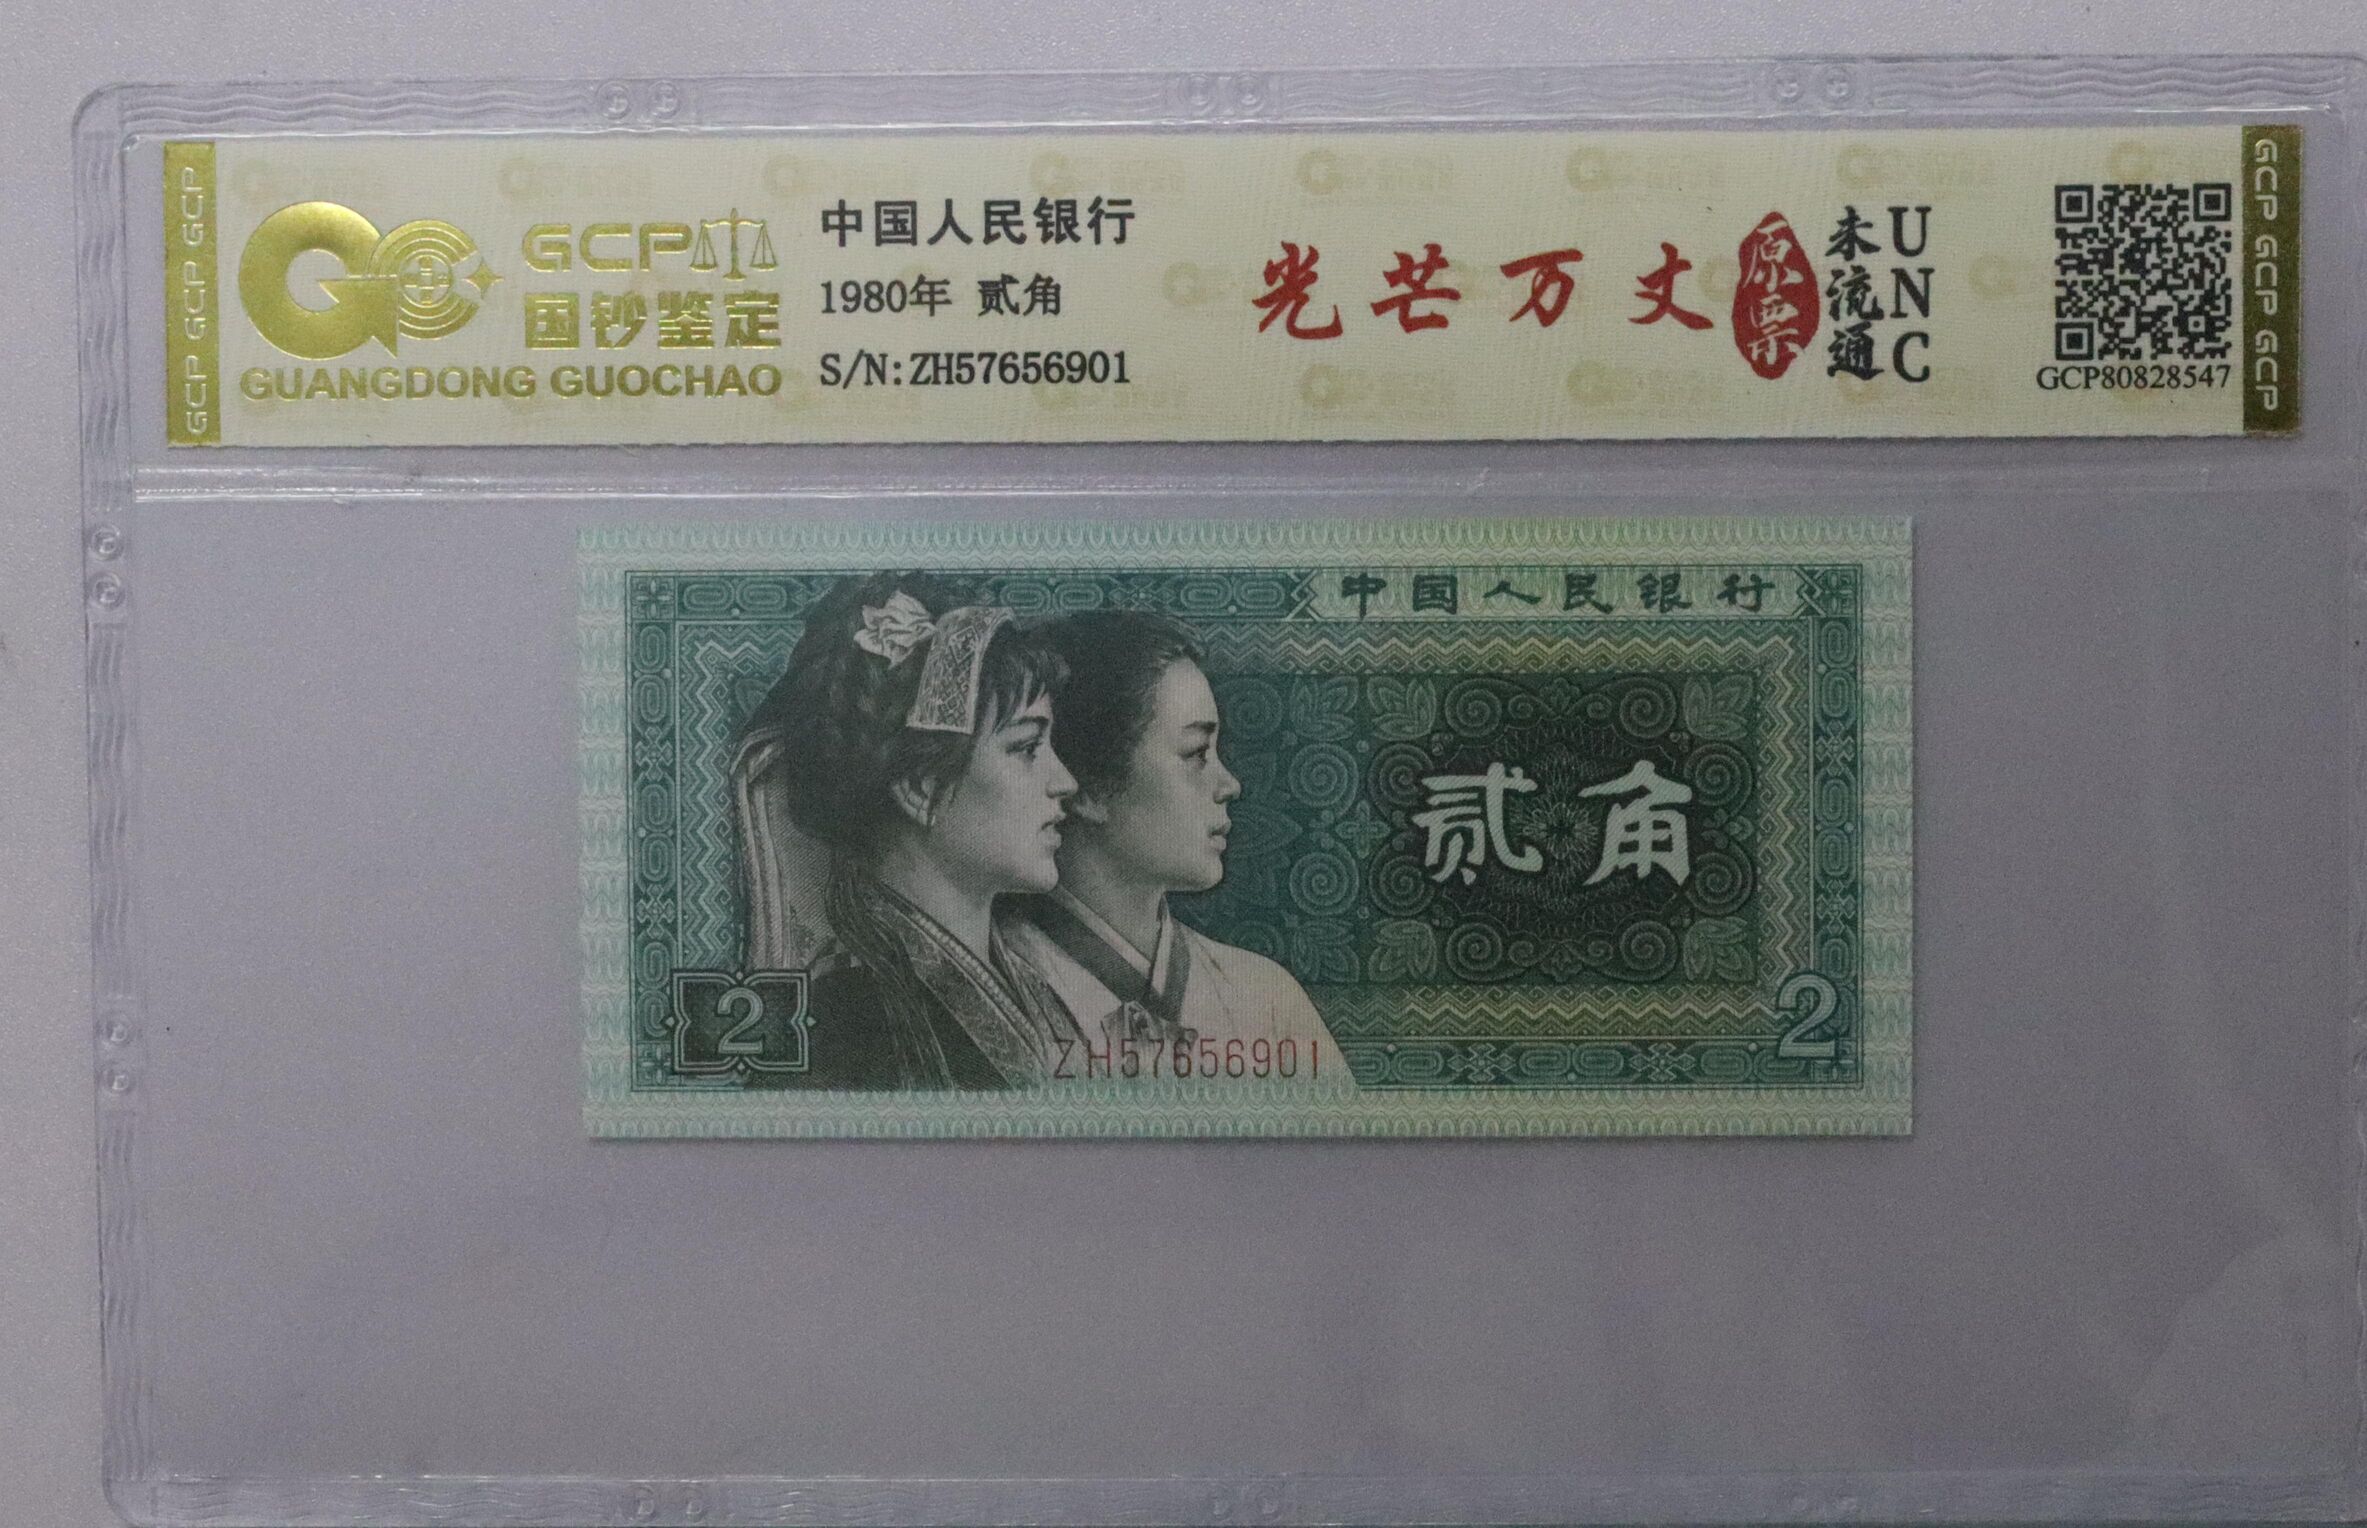 GCP GCP GCP
GCP
国钞鉴定
GUANGDONG GUOCHAO
中国人民银行
1980年 贰角
S/N:ZH57656901
光芒万丈
原票
未流通
UNC
GCP80828547
GCP GCP GCP
中国人民银行
贰角
2
2
ZH57656901